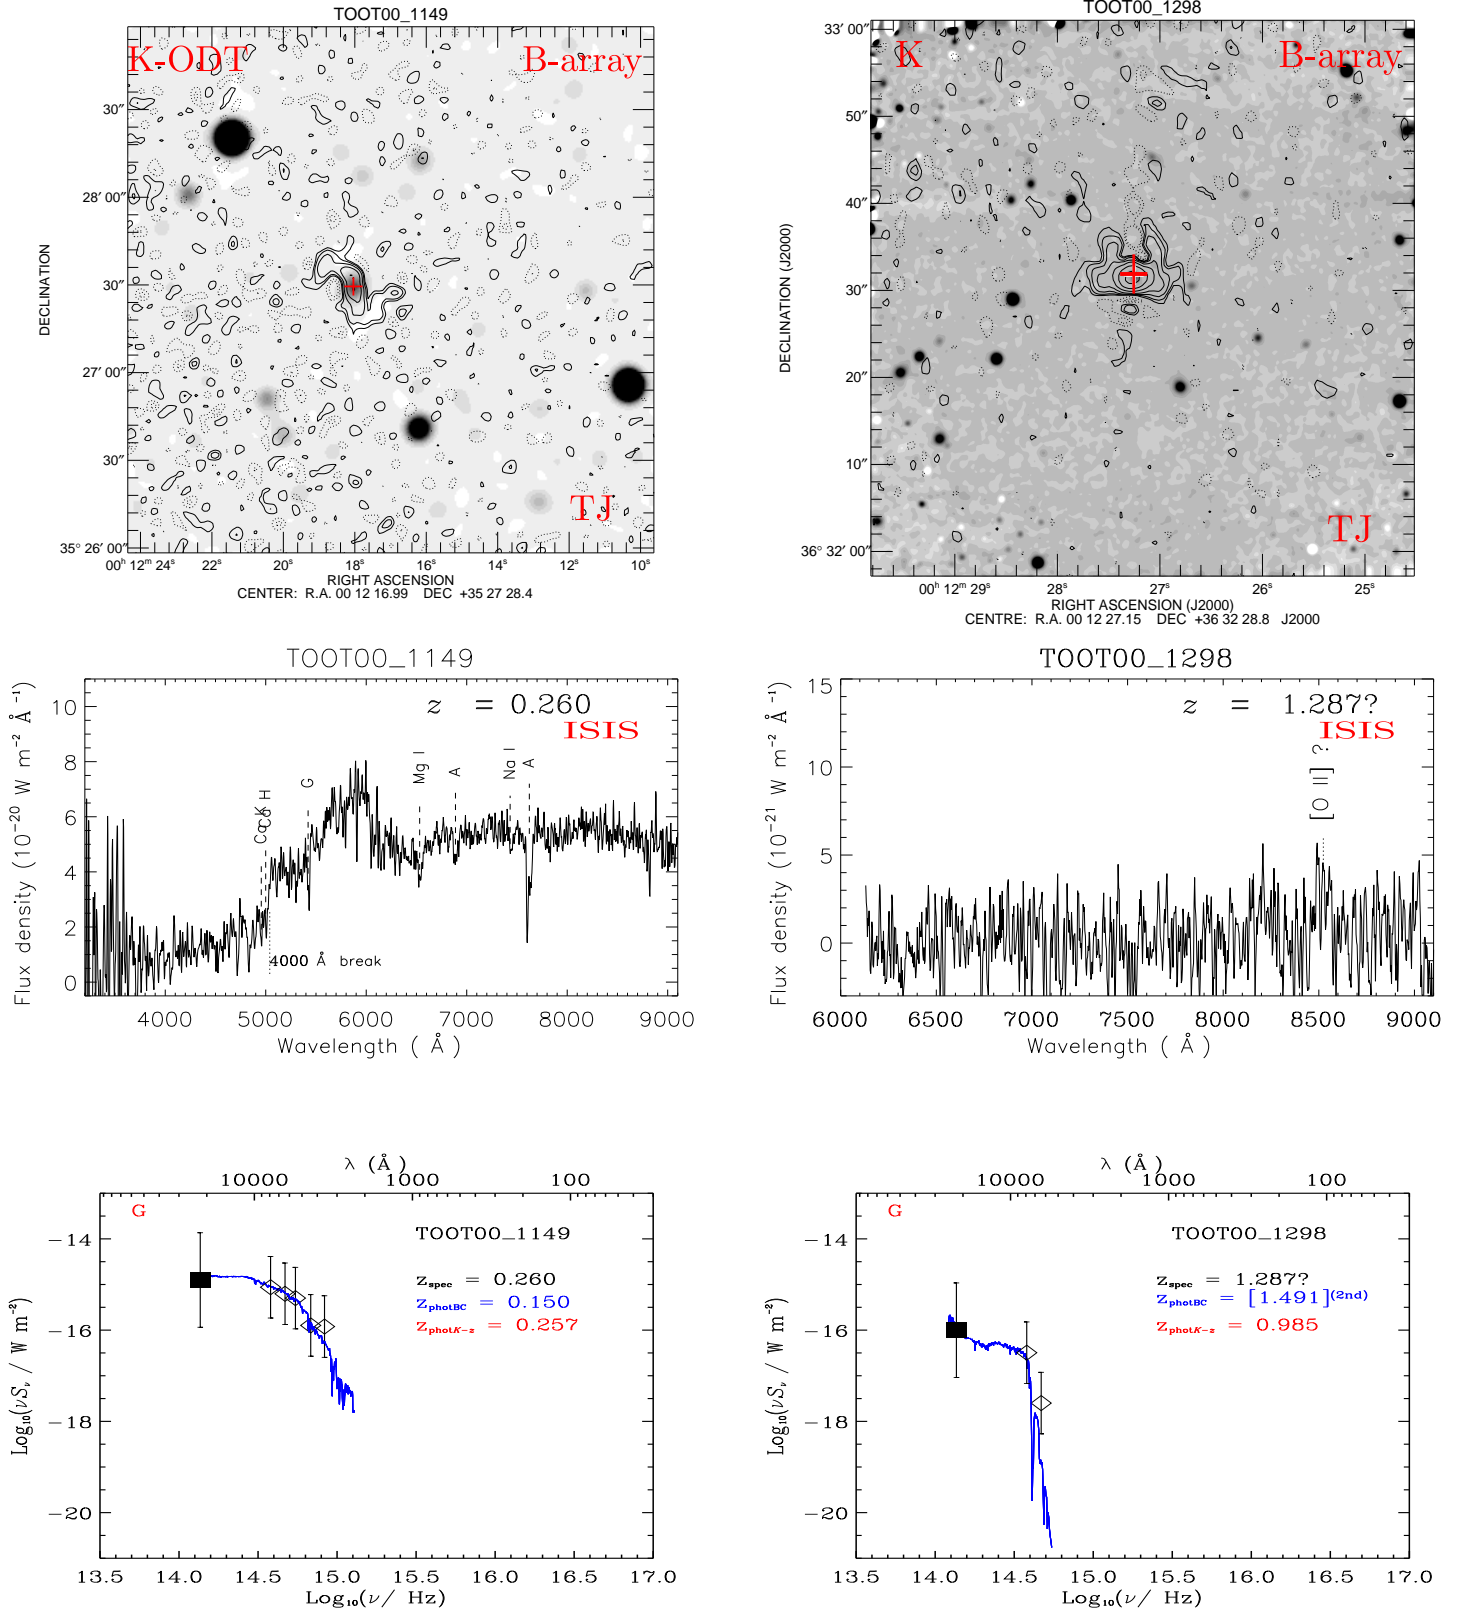 TOOT00_1149
K-ODT B-array
30″
28′ 00″
30″
27′ 00″
30″
35° 26′ 00″
DECLINATION
TJ
00ʰ 12ᵐ 24ˢ 22ˢ 20ˢ 18ˢ 16ˢ 14ˢ 12ˢ 10ˢ
RIGHT ASCENSION
CENTER: R.A. 00 12 16.99 DEC +35 27 28.4
TOOT00_1298
K B-array
33′ 00″
50″
40″
30″
20″
10″
36° 32′ 00″
DECLINATION (J2000)
TJ
00ʰ 12ᵐ 29ˢ 28ˢ 27ˢ 26ˢ 25ˢ
RIGHT ASCENSION (J2000)
CENTRE: R.A. 00 12 27.15 DEC +36 32 28.8 J2000
TOOT00_1149
z = 0.260
ISIS
Flux density (10⁻²⁰ W m⁻² Å⁻¹)
10
8
6
4
2
0
Ca K
Ca H
G
Mg I
A
Na I
A
4000 Å break
4000 5000 6000 7000 8000 9000
Wavelength ( Å )
TOOT00_1298
z = 1.287?
ISIS
[O II] ?
Flux density (10⁻²¹ W m⁻² Å⁻¹)
15
10
5
0
6000 6500 7000 7500 8000 8500 9000
Wavelength ( Å )
λ (Å)
10000 1000 100
G
TOOT00_1149
z_spec = 0.260
z_photBC = 0.150
z_photK-z = 0.257
Log₁₀(νSᵥ / W m⁻²)
−14
−16
−18
−20
13.5 14.0 14.5 15.0 15.5 16.0 16.5 17.0
Log₁₀(ν/ Hz)
λ (Å)
10000 1000 100
G
TOOT00_1298
z_spec = 1.287?
z_photBC = [1.491]⁽²ⁿᵈ⁾
z_photK-z = 0.985
Log₁₀(νSᵥ / W m⁻²)
−14
−16
−18
−20
13.5 14.0 14.5 15.0 15.5 16.0 16.5 17.0
Log₁₀(ν/ Hz)